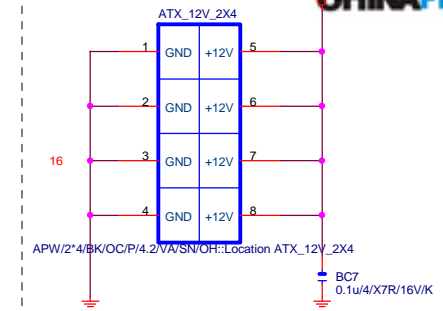 ATX_12V_2X4
1 GND +12V 5
2 GND +12V 6
3 GND +12V 7
16
4 GND +12V 8
APW/2*4/BK/OC/P/4.2/VA/SN/OH::Location ATX_12V_2X4
BC7
0.1u/4/X7R/16V/K